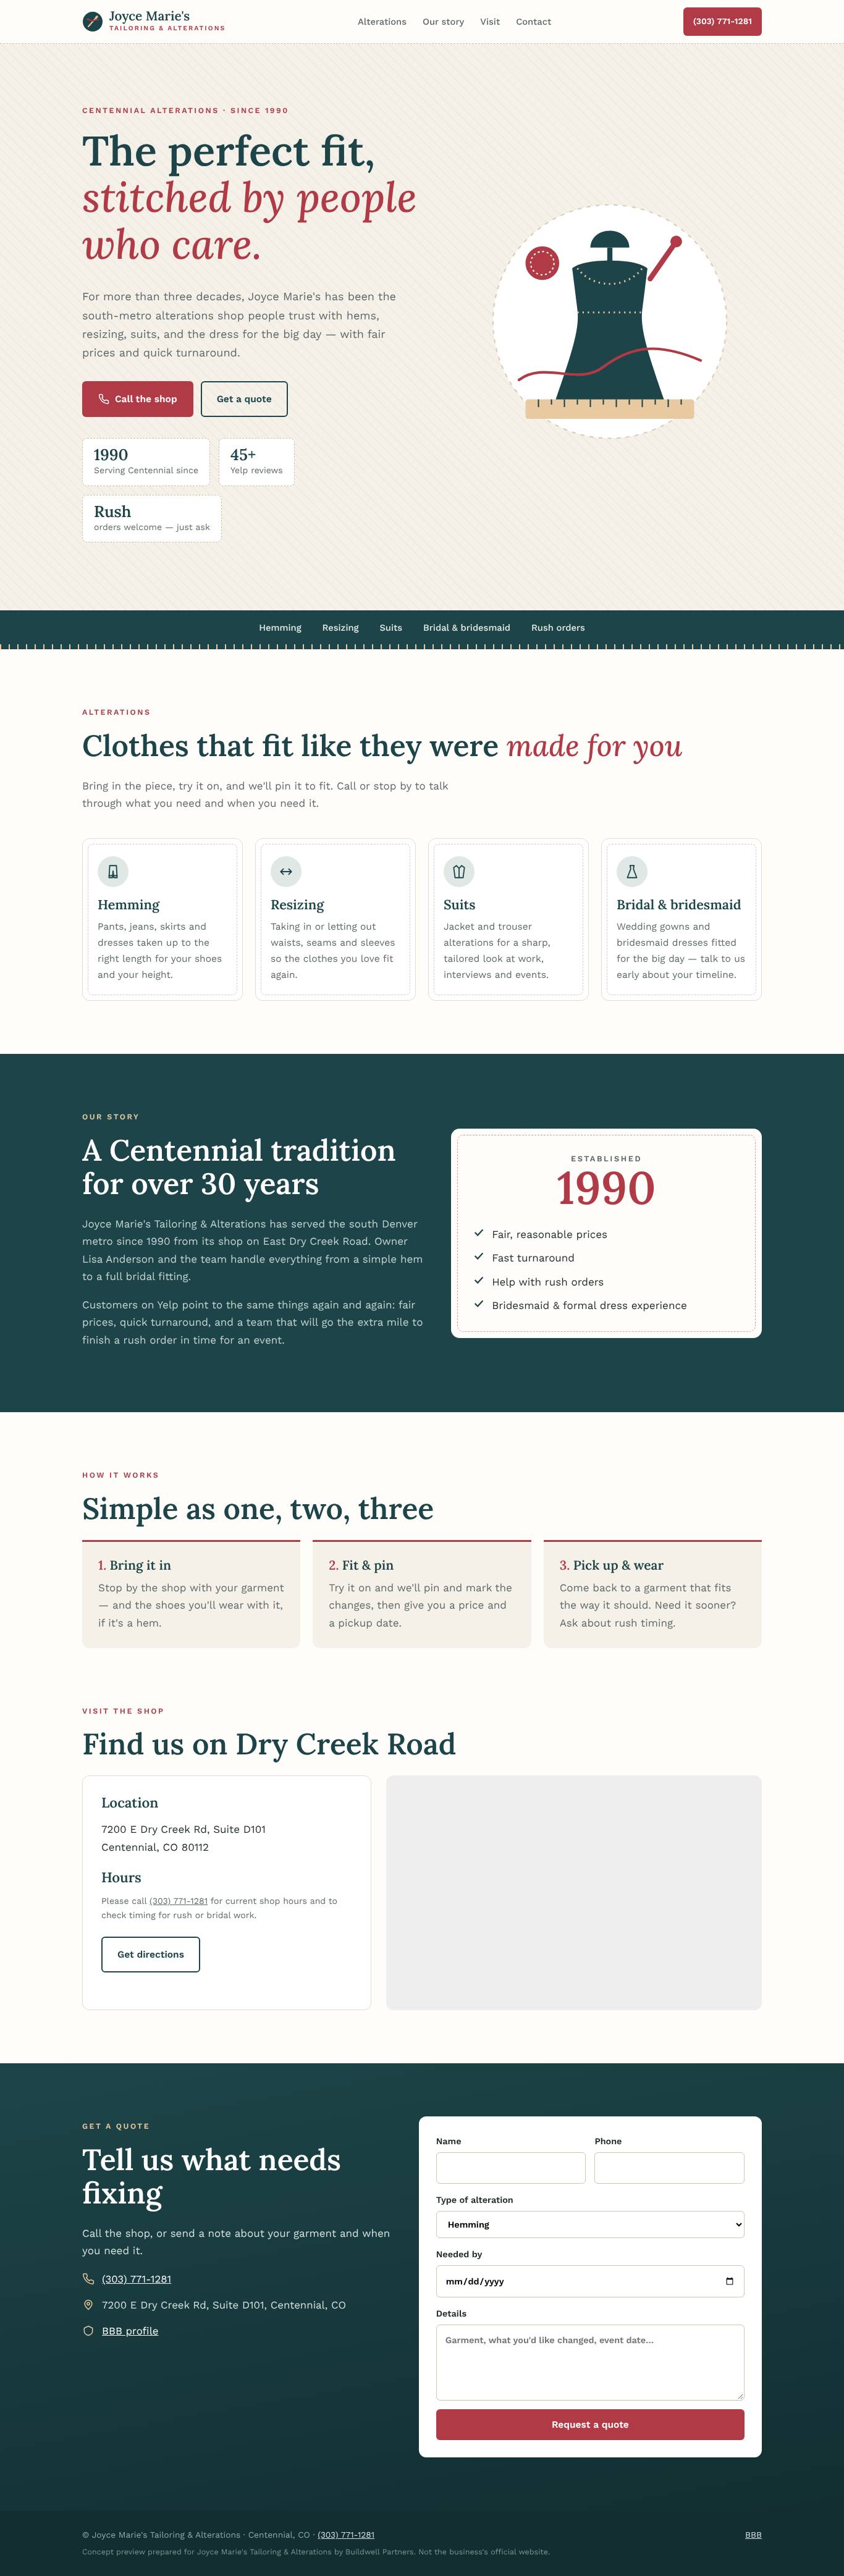 Joyce Marie's
TAILORING & ALTERATIONS
Alterations
Our story
Visit
Contact
(303) 771-1281
CENTENNIAL ALTERATIONS · SINCE 1990
The perfect fit,
stitched by people
who care.
For more than three decades, Joyce Marie's has been the
south-metro alterations shop people trust with hems,
resizing, suits, and the dress for the big day — with fair
prices and quick turnaround.
Call the shop
Get a quote
1990
Serving Centennial since
45+
Yelp reviews
Rush
orders welcome — just ask
Hemming
Resizing
Suits
Bridal & bridesmaid
Rush orders
ALTERATIONS
Clothes that fit like they were made for you
Bring in the piece, try it on, and we'll pin it to fit. Call or stop by to talk
through what you need and when you need it.
Hemming
Pants, jeans, skirts and
dresses taken up to the
right length for your shoes
and your height.
Resizing
Taking in or letting out
waists, seams and sleeves
so the clothes you love fit
again.
Suits
Jacket and trouser
alterations for a sharp,
tailored look at work,
interviews and events.
Bridal & bridesmaid
Wedding gowns and
bridesmaid dresses fitted
for the big day — talk to us
early about your timeline.
OUR STORY
A Centennial tradition
for over 30 years
Joyce Marie's Tailoring & Alterations has served the south Denver
metro since 1990 from its shop on East Dry Creek Road. Owner
Lisa Anderson and the team handle everything from a simple hem
to a full bridal fitting.
Customers on Yelp point to the same things again and again: fair
prices, quick turnaround, and a team that will go the extra mile to
finish a rush order in time for an event.
ESTABLISHED
1990
Fair, reasonable prices
Fast turnaround
Help with rush orders
Bridesmaid & formal dress experience
HOW IT WORKS
Simple as one, two, three
1. Bring it in
Stop by the shop with your garment
— and the shoes you'll wear with it,
if it's a hem.
2. Fit & pin
Try it on and we'll pin and mark the
changes, then give you a price and
a pickup date.
3. Pick up & wear
Come back to a garment that fits
the way it should. Need it sooner?
Ask about rush timing.
VISIT THE SHOP
Find us on Dry Creek Road
Location
7200 E Dry Creek Rd, Suite D101
Centennial, CO 80112
Hours
Please call (303) 771-1281 for current shop hours and to
check timing for rush or bridal work.
Get directions
GET A QUOTE
Tell us what needs
fixing
Call the shop, or send a note about your garment and when
you need it.
(303) 771-1281
7200 E Dry Creek Rd, Suite D101, Centennial, CO
BBB profile
Name
Phone
Type of alteration
Hemming
Needed by
mm/dd/yyyy
Details
Garment, what you'd like changed, event date...
Request a quote
© Joyce Marie's Tailoring & Alterations · Centennial, CO · (303) 771-1281
BBB
Concept preview prepared for Joyce Marie's Tailoring & Alterations by Buildwell Partners. Not the business's official website.